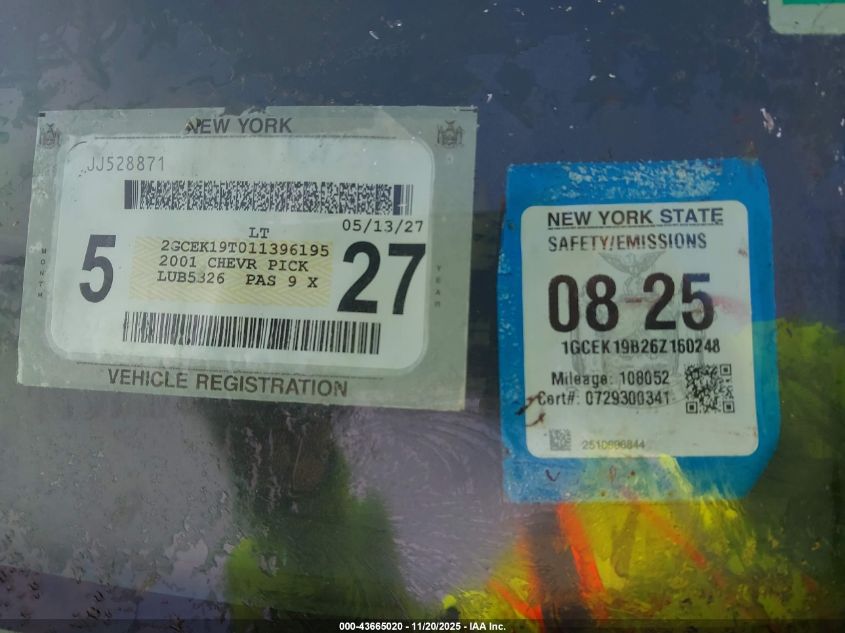 NEW YORK
JJ528871
LT 05/13/27
5 27
MONTH
YEAR
2GCEK19T011396195
2001 CHEVR PICK
LUB5326 PAS 9 X
VEHICLE REGISTRATION
NEW YORK STATE
SAFETY/EMISSIONS
08-25
1GCEK19B26Z160248
Mileage: 108052
Cert#: 0729300341
2510696844
000-43665020 - 11/20/2025 - IAA Inc.